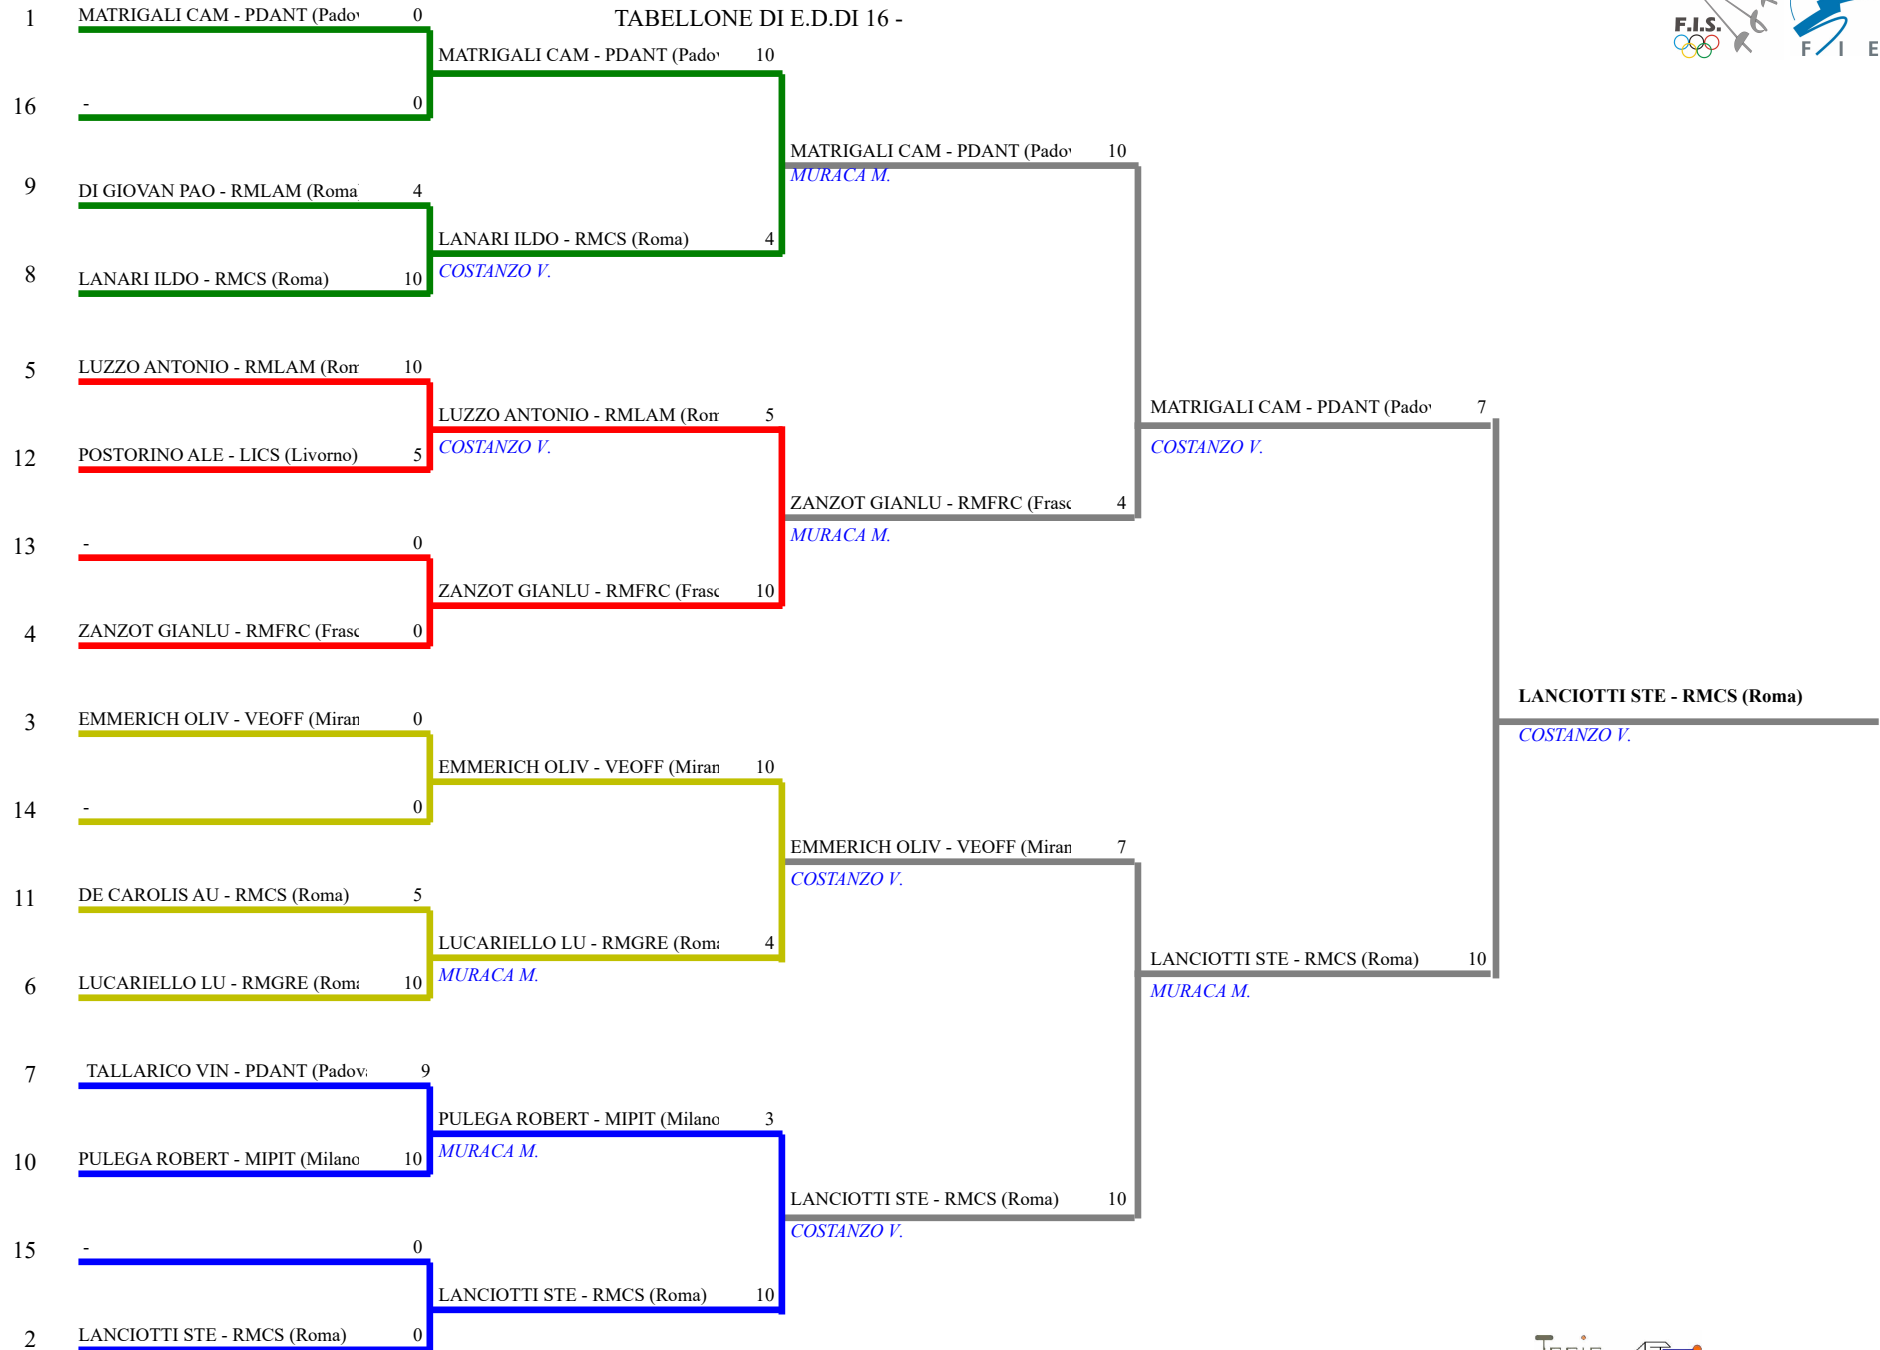 TABELLONE DI E.D.DI 16 -
F.I.S.
F I E
1 MATRIGALI CAM - PDANT (Padov 0
MATRIGALI CAM - PDANT (Padov 10
16 - 0
MATRIGALI CAM - PDANT (Padov 10
MURACA M.
9 DI GIOVAN PAO - RMLAM (Roma 4
LANARI ILDO - RMCS (Roma) 4
COSTANZO V.
8 LANARI ILDO - RMCS (Roma) 10
5 LUZZO ANTONIO - RMLAM (Rom 10
LUZZO ANTONIO - RMLAM (Rom 5
COSTANZO V.
MATRIGALI CAM - PDANT (Padov 7
COSTANZO V.
12 POSTORINO ALE - LICS (Livorno) 5
ZANZOT GIANLU - RMFRC (Frasc 4
MURACA M.
13 - 0
ZANZOT GIANLU - RMFRC (Frasc 10
4 ZANZOT GIANLU - RMFRC (Frasc 0
LANCIOTTI STE - RMCS (Roma)
COSTANZO V.
3 EMMERICH OLIV - VEOFF (Miran 0
EMMERICH OLIV - VEOFF (Miran 10
14 - 0
EMMERICH OLIV - VEOFF (Miran 7
COSTANZO V.
11 DE CAROLIS AU - RMCS (Roma) 5
LUCARIELLO LU - RMGRE (Roma 4
MURACA M.
LANCIOTTI STE - RMCS (Roma) 10
MURACA M.
6 LUCARIELLO LU - RMGRE (Roma 10
7 TALLARICO VIN - PDANT (Padova 9
PULEGA ROBERT - MIPIT (Milano 3
MURACA M.
10 PULEGA ROBERT - MIPIT (Milano 10
LANCIOTTI STE - RMCS (Roma) 10
COSTANZO V.
15 - 0
LANCIOTTI STE - RMCS (Roma) 10
2 LANCIOTTI STE - RMCS (Roma) 0